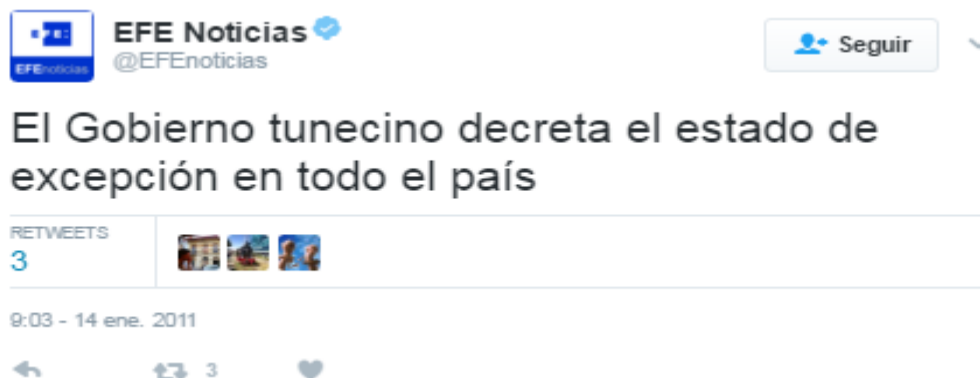 EFE Noticias
@EFEnoticias
EFEnoticias
Seguir
El Gobierno tunecino decreta el estado de
excepción en todo el país
RETWEETS
3
9:03 - 14 ene. 2011
3